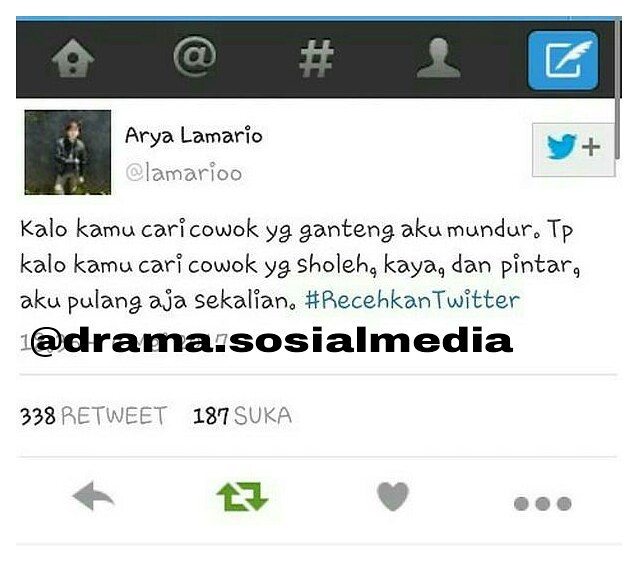 Arya Lamario
@lamarioo
Kalo kamu cari cowok yg ganteng aku mundur. Tp
kalo kamu cari cowok yg sholeh, kaya, dan pintar,
aku pulang aja sekalian. #RecehkanTwitter
@drama.sosialmedia
338 RETWEET 187 SUKA